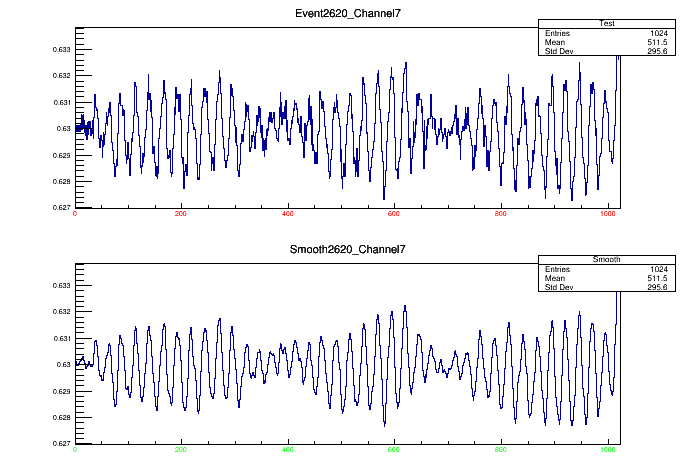 Event2620_Channel7
Test
Entries 1024
Mean 511.5
Std Dev 295.6
0.633
0.632
0.631
0.63
0.629
0.628
0.627
0 200 400 600 800 1000
Smooth2620_Channel7
Smooth
Entries 1024
Mean 511.5
Std Dev 295.6
0.633
0.632
0.631
0.63
0.629
0.628
0.627
0 200 400 600 800 1000